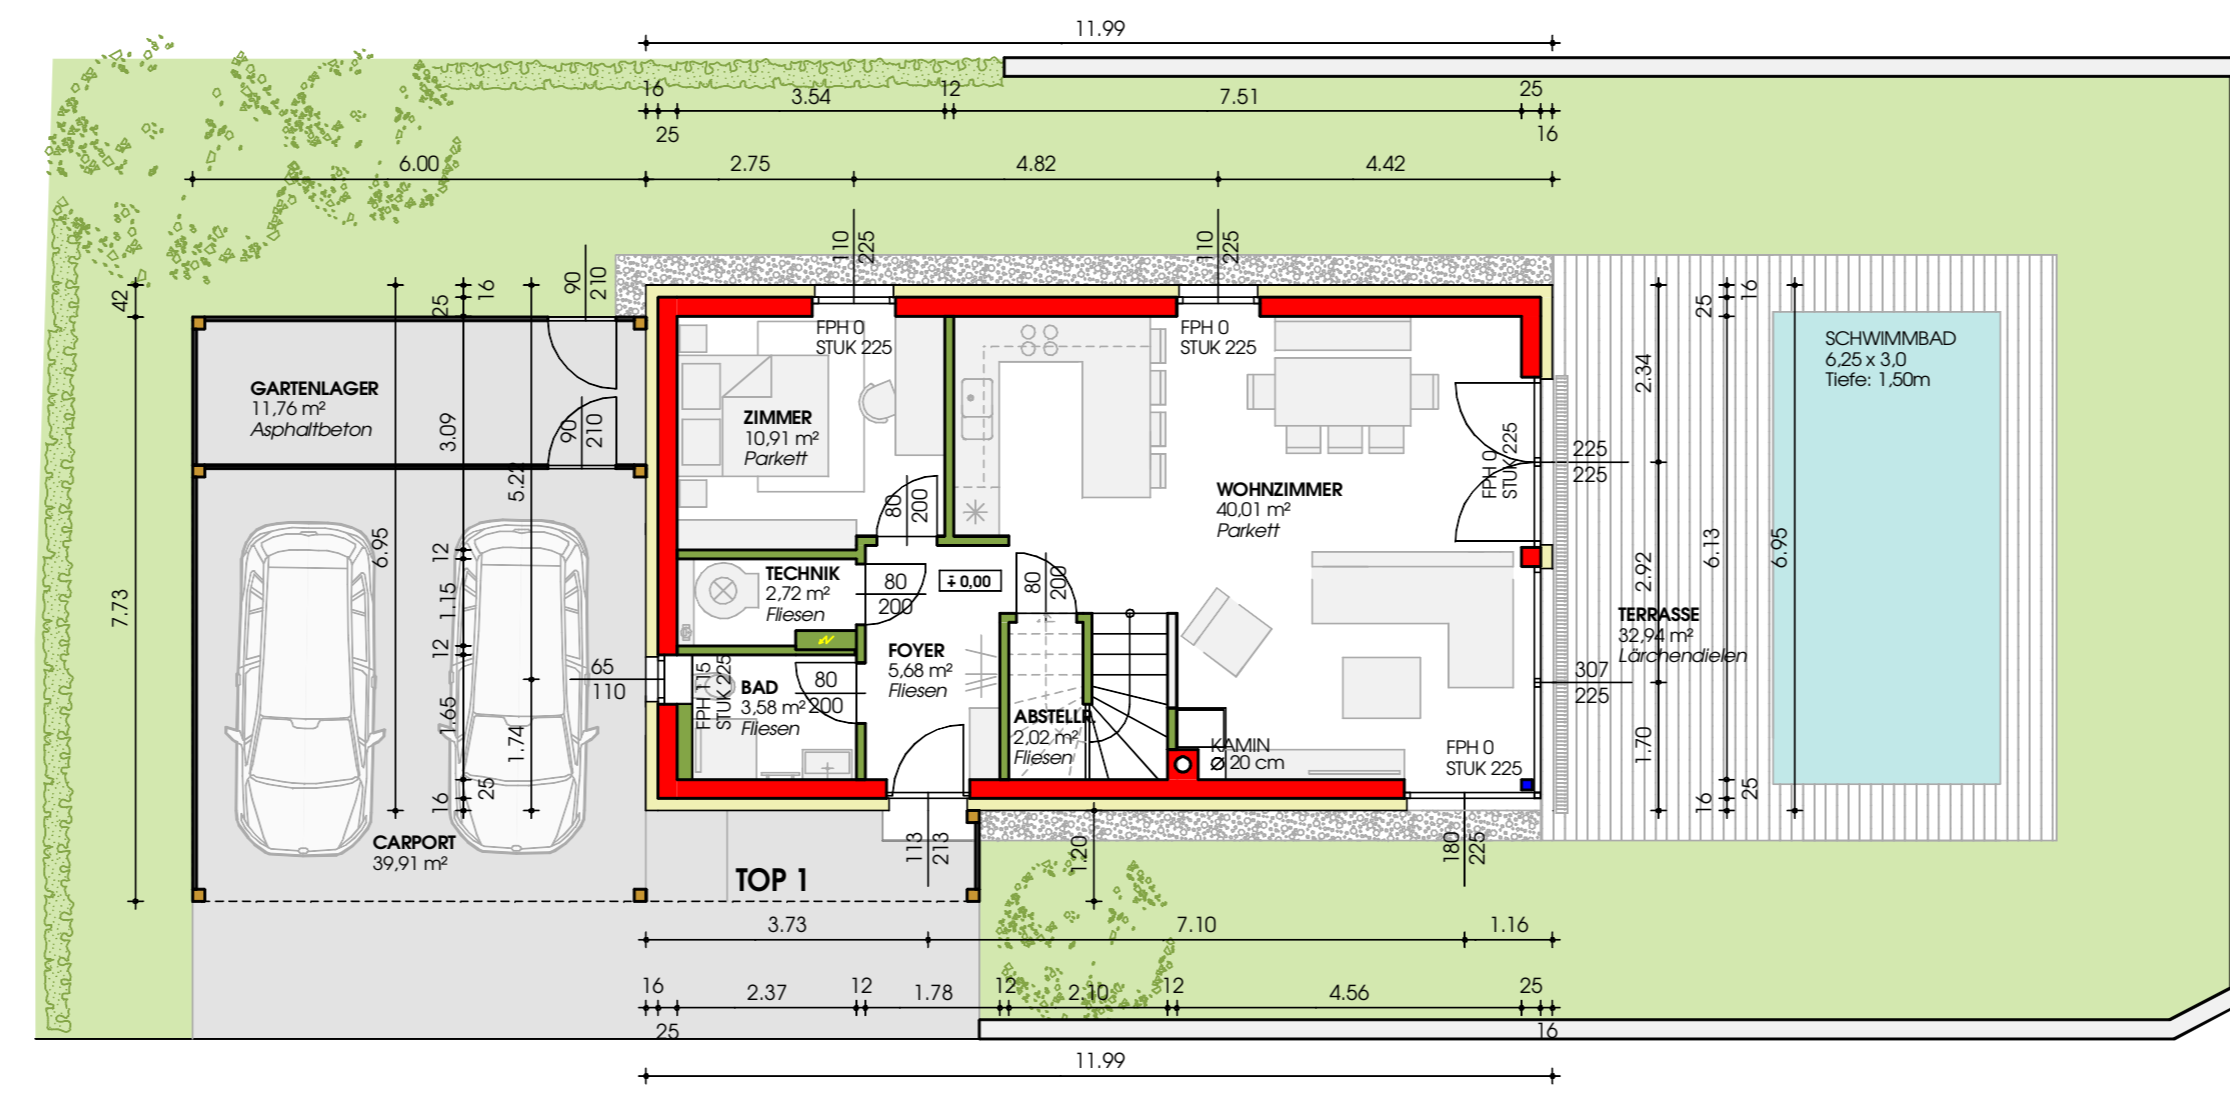 11.99
16
3.54
12
7.51
25
25
16
6.00
2.75
4.82
4.42
110
225
110
225
90
210
42
16
25
16
25
FPH 0
STUK 225
FPH 0
STUK 225
SCHWIMMBAD
6,25 x 3,0
Tiefe: 1,50m
GARTENLAGER
11,76 m²
Asphaltbeton
90
210
3.09
5.22
ZIMMER
10,91 m²
Parkett
2.34
FPH 0
STUK 225
225
225
WOHNZIMMER
40,01 m²
Parkett
80
200
6.95
12
1.15
12
TECHNIK
2,72 m²
Fliesen
80
200
± 0,00
80
200
2.92
6.13
6.95
7.73
TERRASSE
32,94 m²
Lärchendielen
FOYER
5,68 m²
Fliesen
65
110
FPH 115
STUK 225
BAD
3,58 m²
Fliesen
80
200
307
225
1.65
1.74
ABSTELLR.
2,02 m²
Fliesen
KAMIN
Ø 20 cm
FPH 0
STUK 225
1.70
16
25
16
25
CARPORT
39,91 m²
TOP 1
113
213
1.20
180
225
3.73
7.10
1.16
16
2.37
12
1.78
12
2.10
12
4.56
25
25
16
11.99